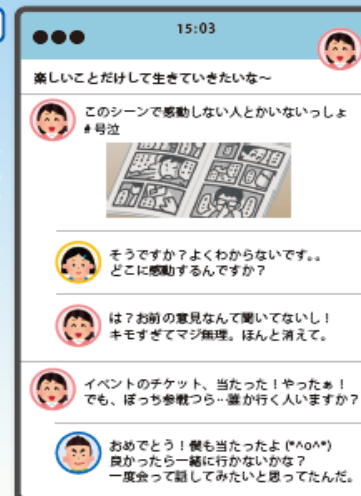 15:03
楽しいことだけして生きていきたいな〜
このシーンで感動しない人とかいないっしょ
#号泣
そうですか?よくわからないです。。
どこに感動するんですか?
は?お前の意見なんて聞いてないし!
キモすぎてマジ無理。ほんと消えて。
イベントのチケット、当たった!やったぁ!
でも、ぼっち参戦つら…誰か行く人いますか?
おめでとう!僕も当たったよ (*^o^*)
良かったら一緒に行かないかな?
一度会って話してみたいと思ってたんだ。